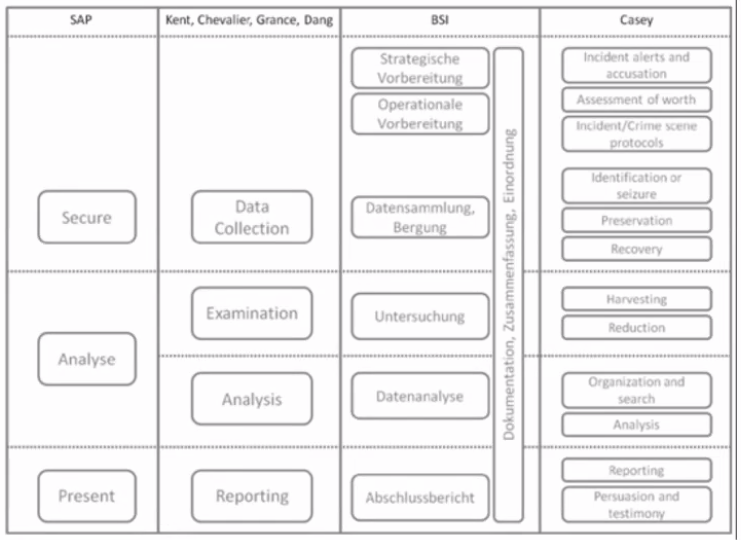 SAP
Kent, Chevalier, Grance, Dang
BSI
Casey
Secure
Analyse
Present
Data
Collection
Examination
Analysis
Reporting
Strategische
Vorbereitung
Operationale
Vorbereitung
Datensammlung,
Bergung
Untersuchung
Datenanalyse
Abschlussbericht
Dokumentation, Zusammenfassung, Einordnung
Incident alerts and
accusation
Assessment of worth
Incident/Crime scene
protocols
Identification or
seizure
Preservation
Recovery
Harvesting
Reduction
Organization and
search
Analysis
Reporting
Persuasion and
testimony